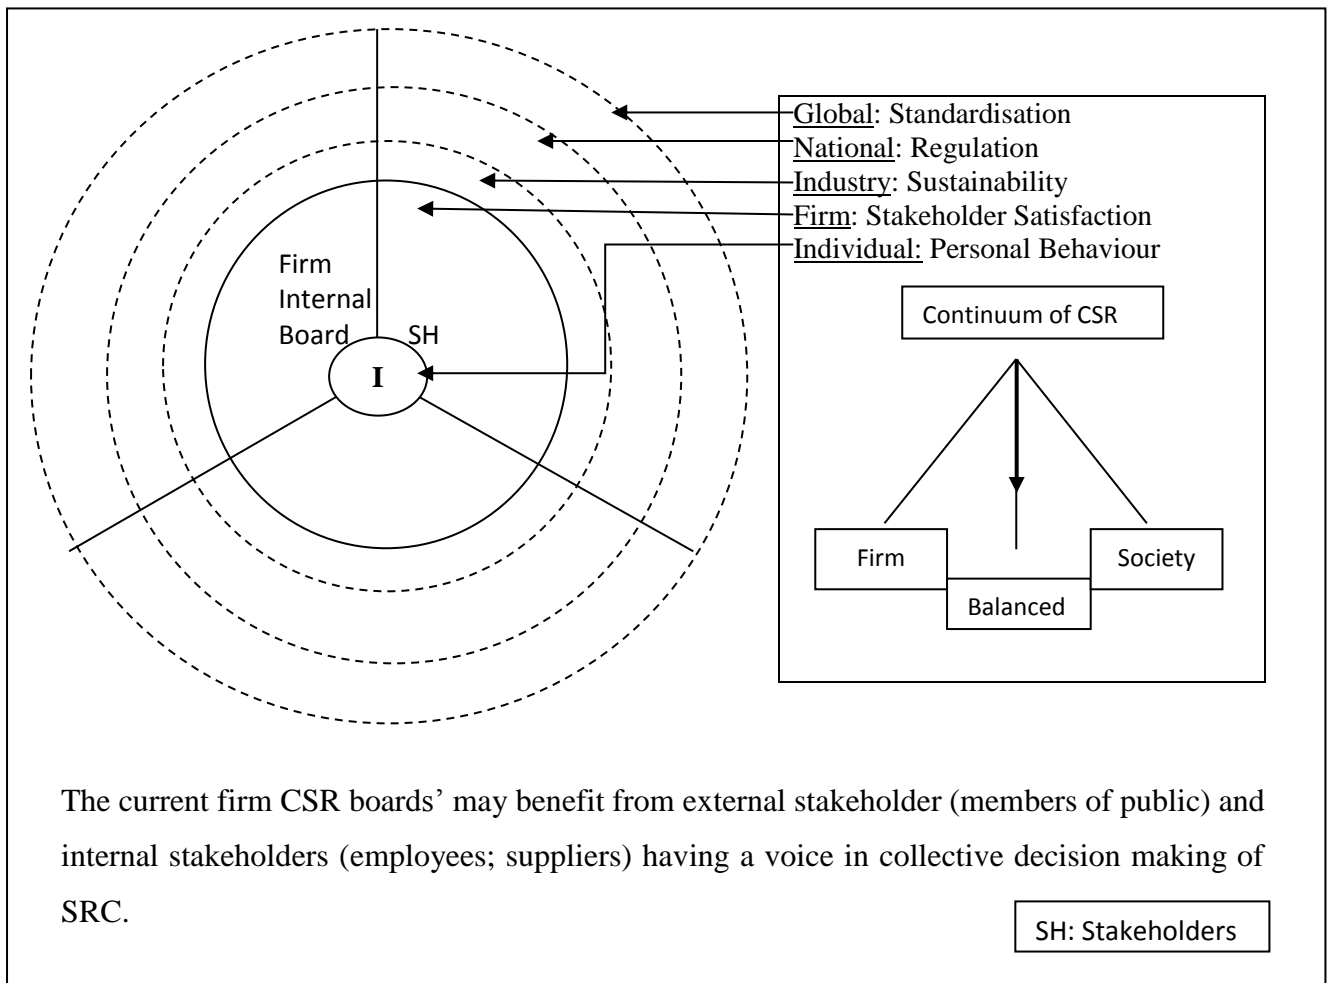 Global: Standardisation
National: Regulation
Industry: Sustainability
Firm: Stakeholder Satisfaction
Individual: Personal Behaviour
Firm
Internal
Board
SH
I
Continuum of CSR
Firm
Society
Balanced
The current firm CSR boards’ may benefit from external stakeholder (members of public) and
internal stakeholders (employees; suppliers) having a voice in collective decision making of
SRC.
SH: Stakeholders